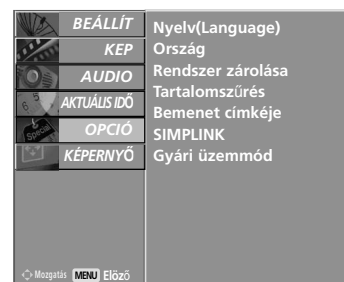 BEÁLLÍT
KEP
AUDIO
AKTUÁLIS IDŐ
OPCIÓ
KÉPERNYŐ
Nyelv(Language)
Ország
Rendszer zárolása
Tartalomszűrés
Bemenet címkéje
SIMPLINK
Gyári üzemmód
Mozgatás MENU Elöző